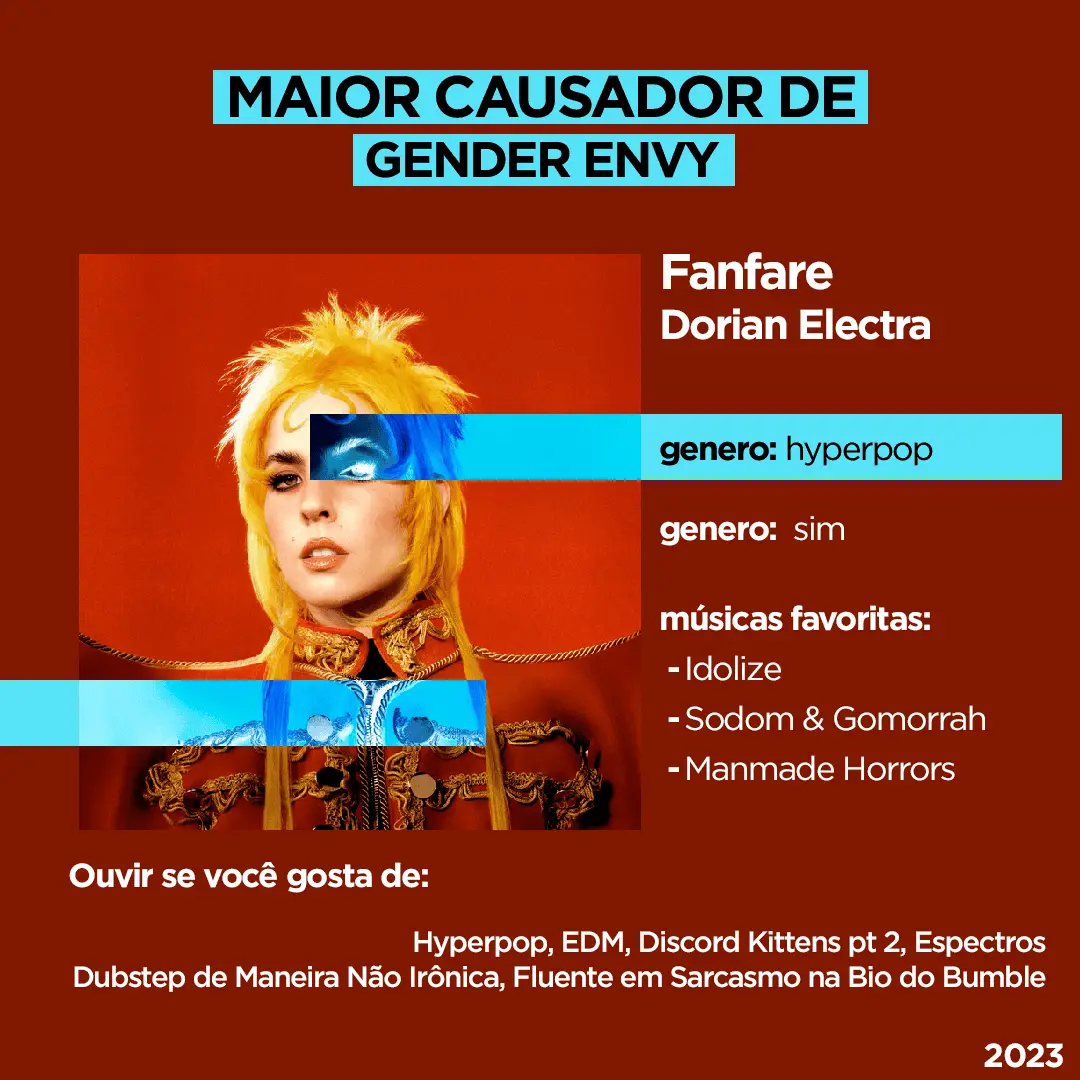 MAIOR CAUSADOR DE
GENDER ENVY
Fanfare
Dorian Electra
genero: hyperpop
genero: sim
músicas favoritas:
- Idolize
- Sodom & Gomorrah
- Manmade Horrors
Ouvir se você gosta de:
Hyperpop, EDM, Discord Kittens pt 2, Espectros
Dubstep de Maneira Não Irônica, Fluente em Sarcasmo na Bio do Bumble
2023